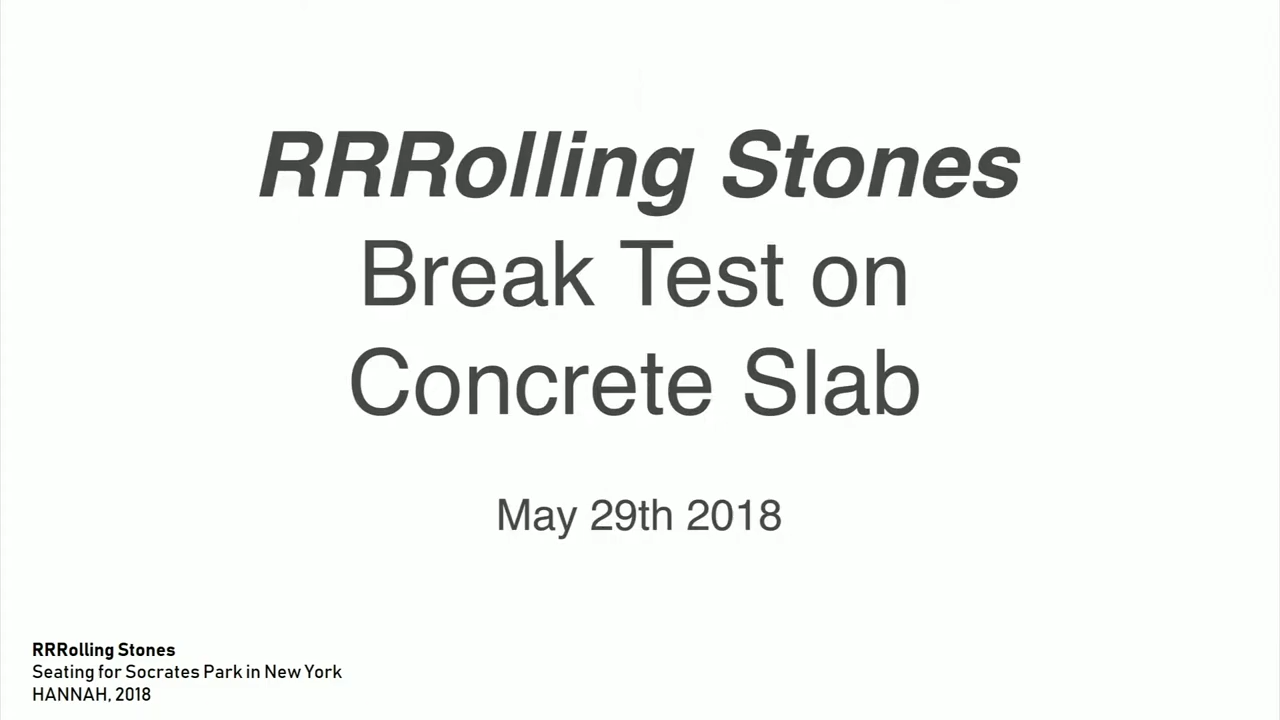 RRRolling Stones
Break Test on
Concrete Slab
May 29th 2018
RRRolling Stones
Seating for Socrates Park in New York
HANNAH, 2018